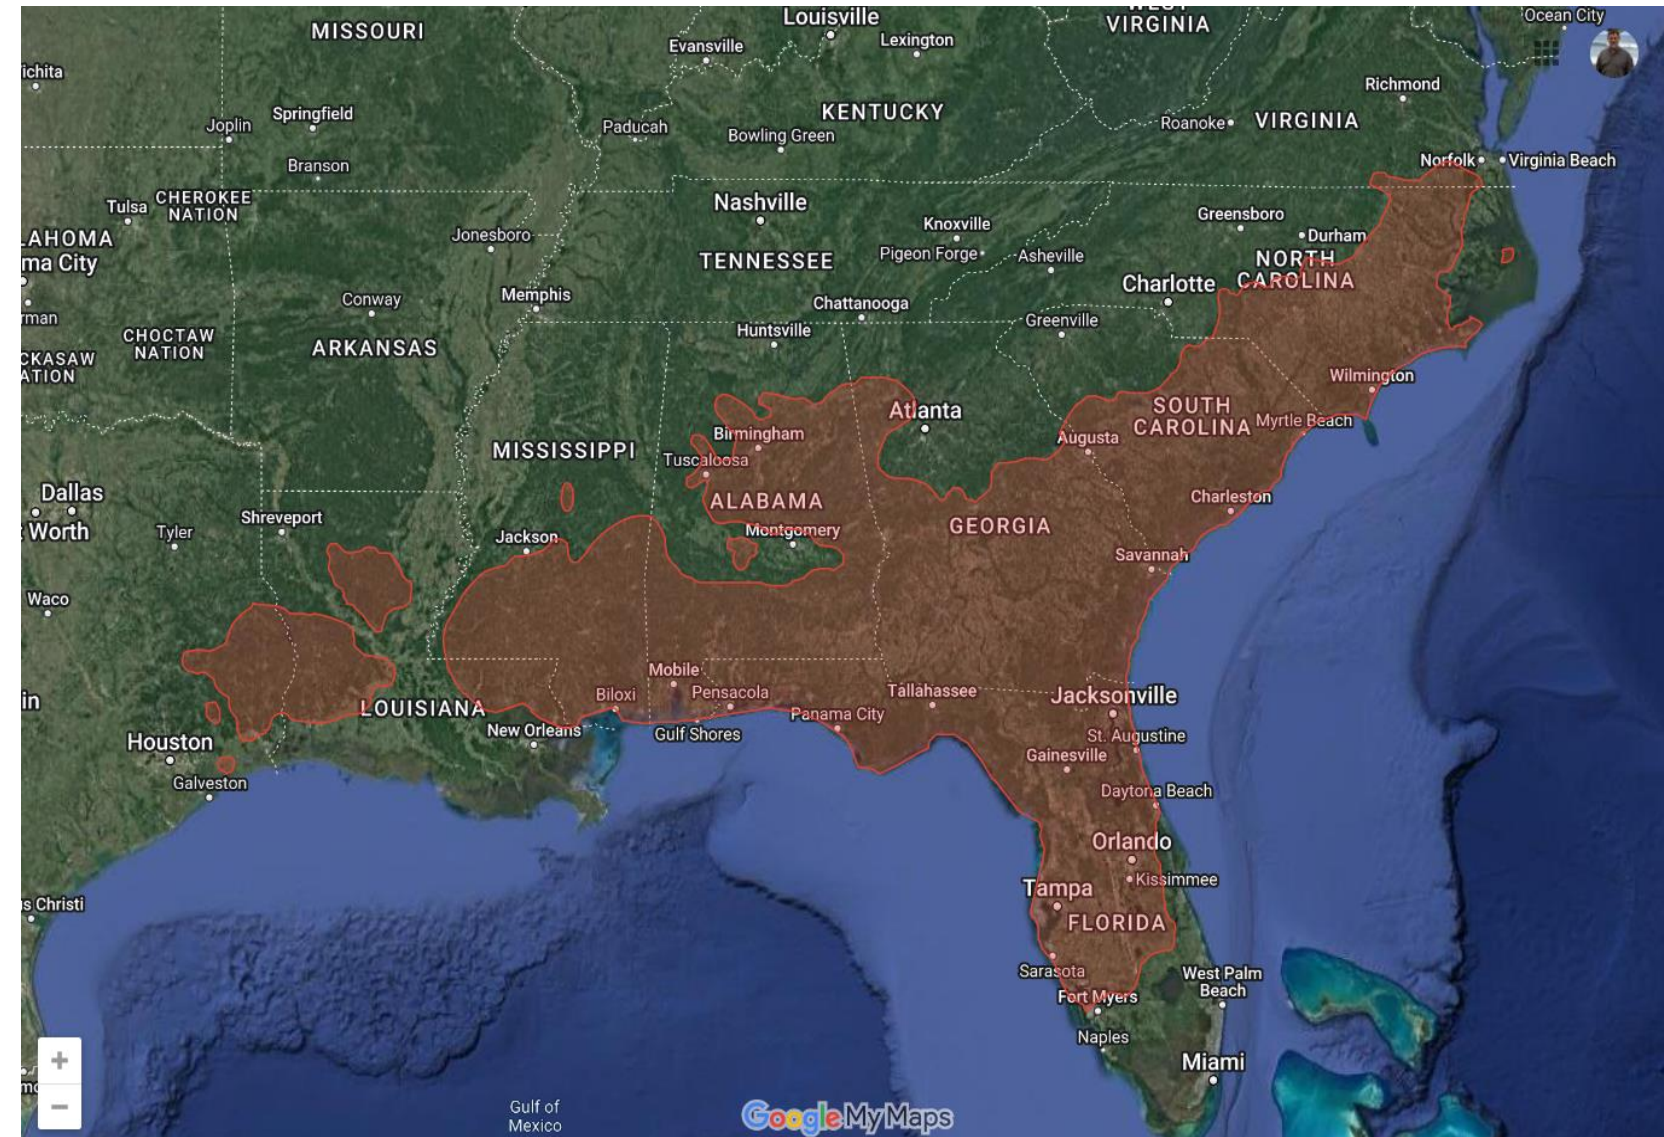 Louisville
WEST
VIRGINIA
Ocean City
MISSOURI
Evansville
Lexington
ichita
Richmond
Springfield
Joplin
KENTUCKY
Paducah
Bowling Green
Roanoke
VIRGINIA
Branson
Norfolk
Virginia Beach
CHEROKEE
NATION
Tulsa
Nashville
Greensboro
Knoxville
Durham
LAHOMA
ma City
Jonesboro
TENNESSEE
Pigeon Forge
Asheville
NORTH
CAROLINA
Charlotte
Conway
Memphis
Chattanooga
rman
Huntsville
Greenville
CHOCTAW
NATION
ARKANSAS
CKASAW
ATION
Wilmington
Atlanta
SOUTH
CAROLINA
Myrtle Beach
Birmingham
Augusta
MISSISSIPPI
Tuscaloosa
Dallas
t Worth
Charleston
ALABAMA
Shreveport
Tyler
Jackson
Montgomery
GEORGIA
Savannah
Waco
Mobile
Biloxi
Pensacola
Tallahassee
Jacksonville
in
LOUISIANA
Panama City
New Orleans
Gulf Shores
St. Augustine
Houston
Gainesville
Galveston
Daytona Beach
Orlando
Kissimmee
Tampa
s Christi
FLORIDA
Sarasota
West Palm
Beach
Fort Myers
Naples
Miami
+
−
mo
Gulf of
Mexico
Google My Maps